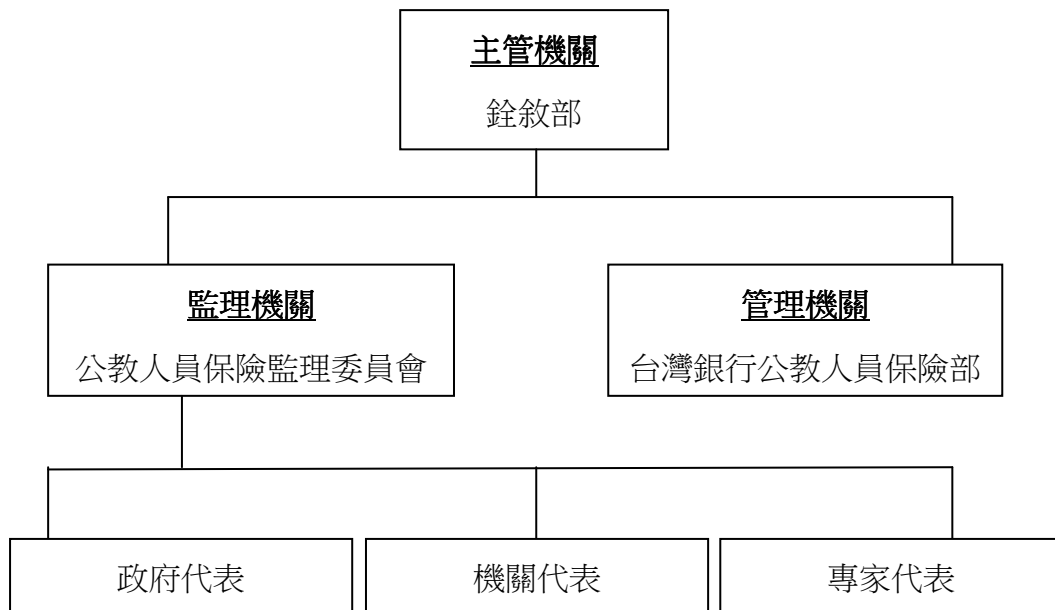 主管機關
銓敘部
監理機關
公教人員保險監理委員會
管理機關
台灣銀行公教人員保險部
政府代表
機關代表
專家代表